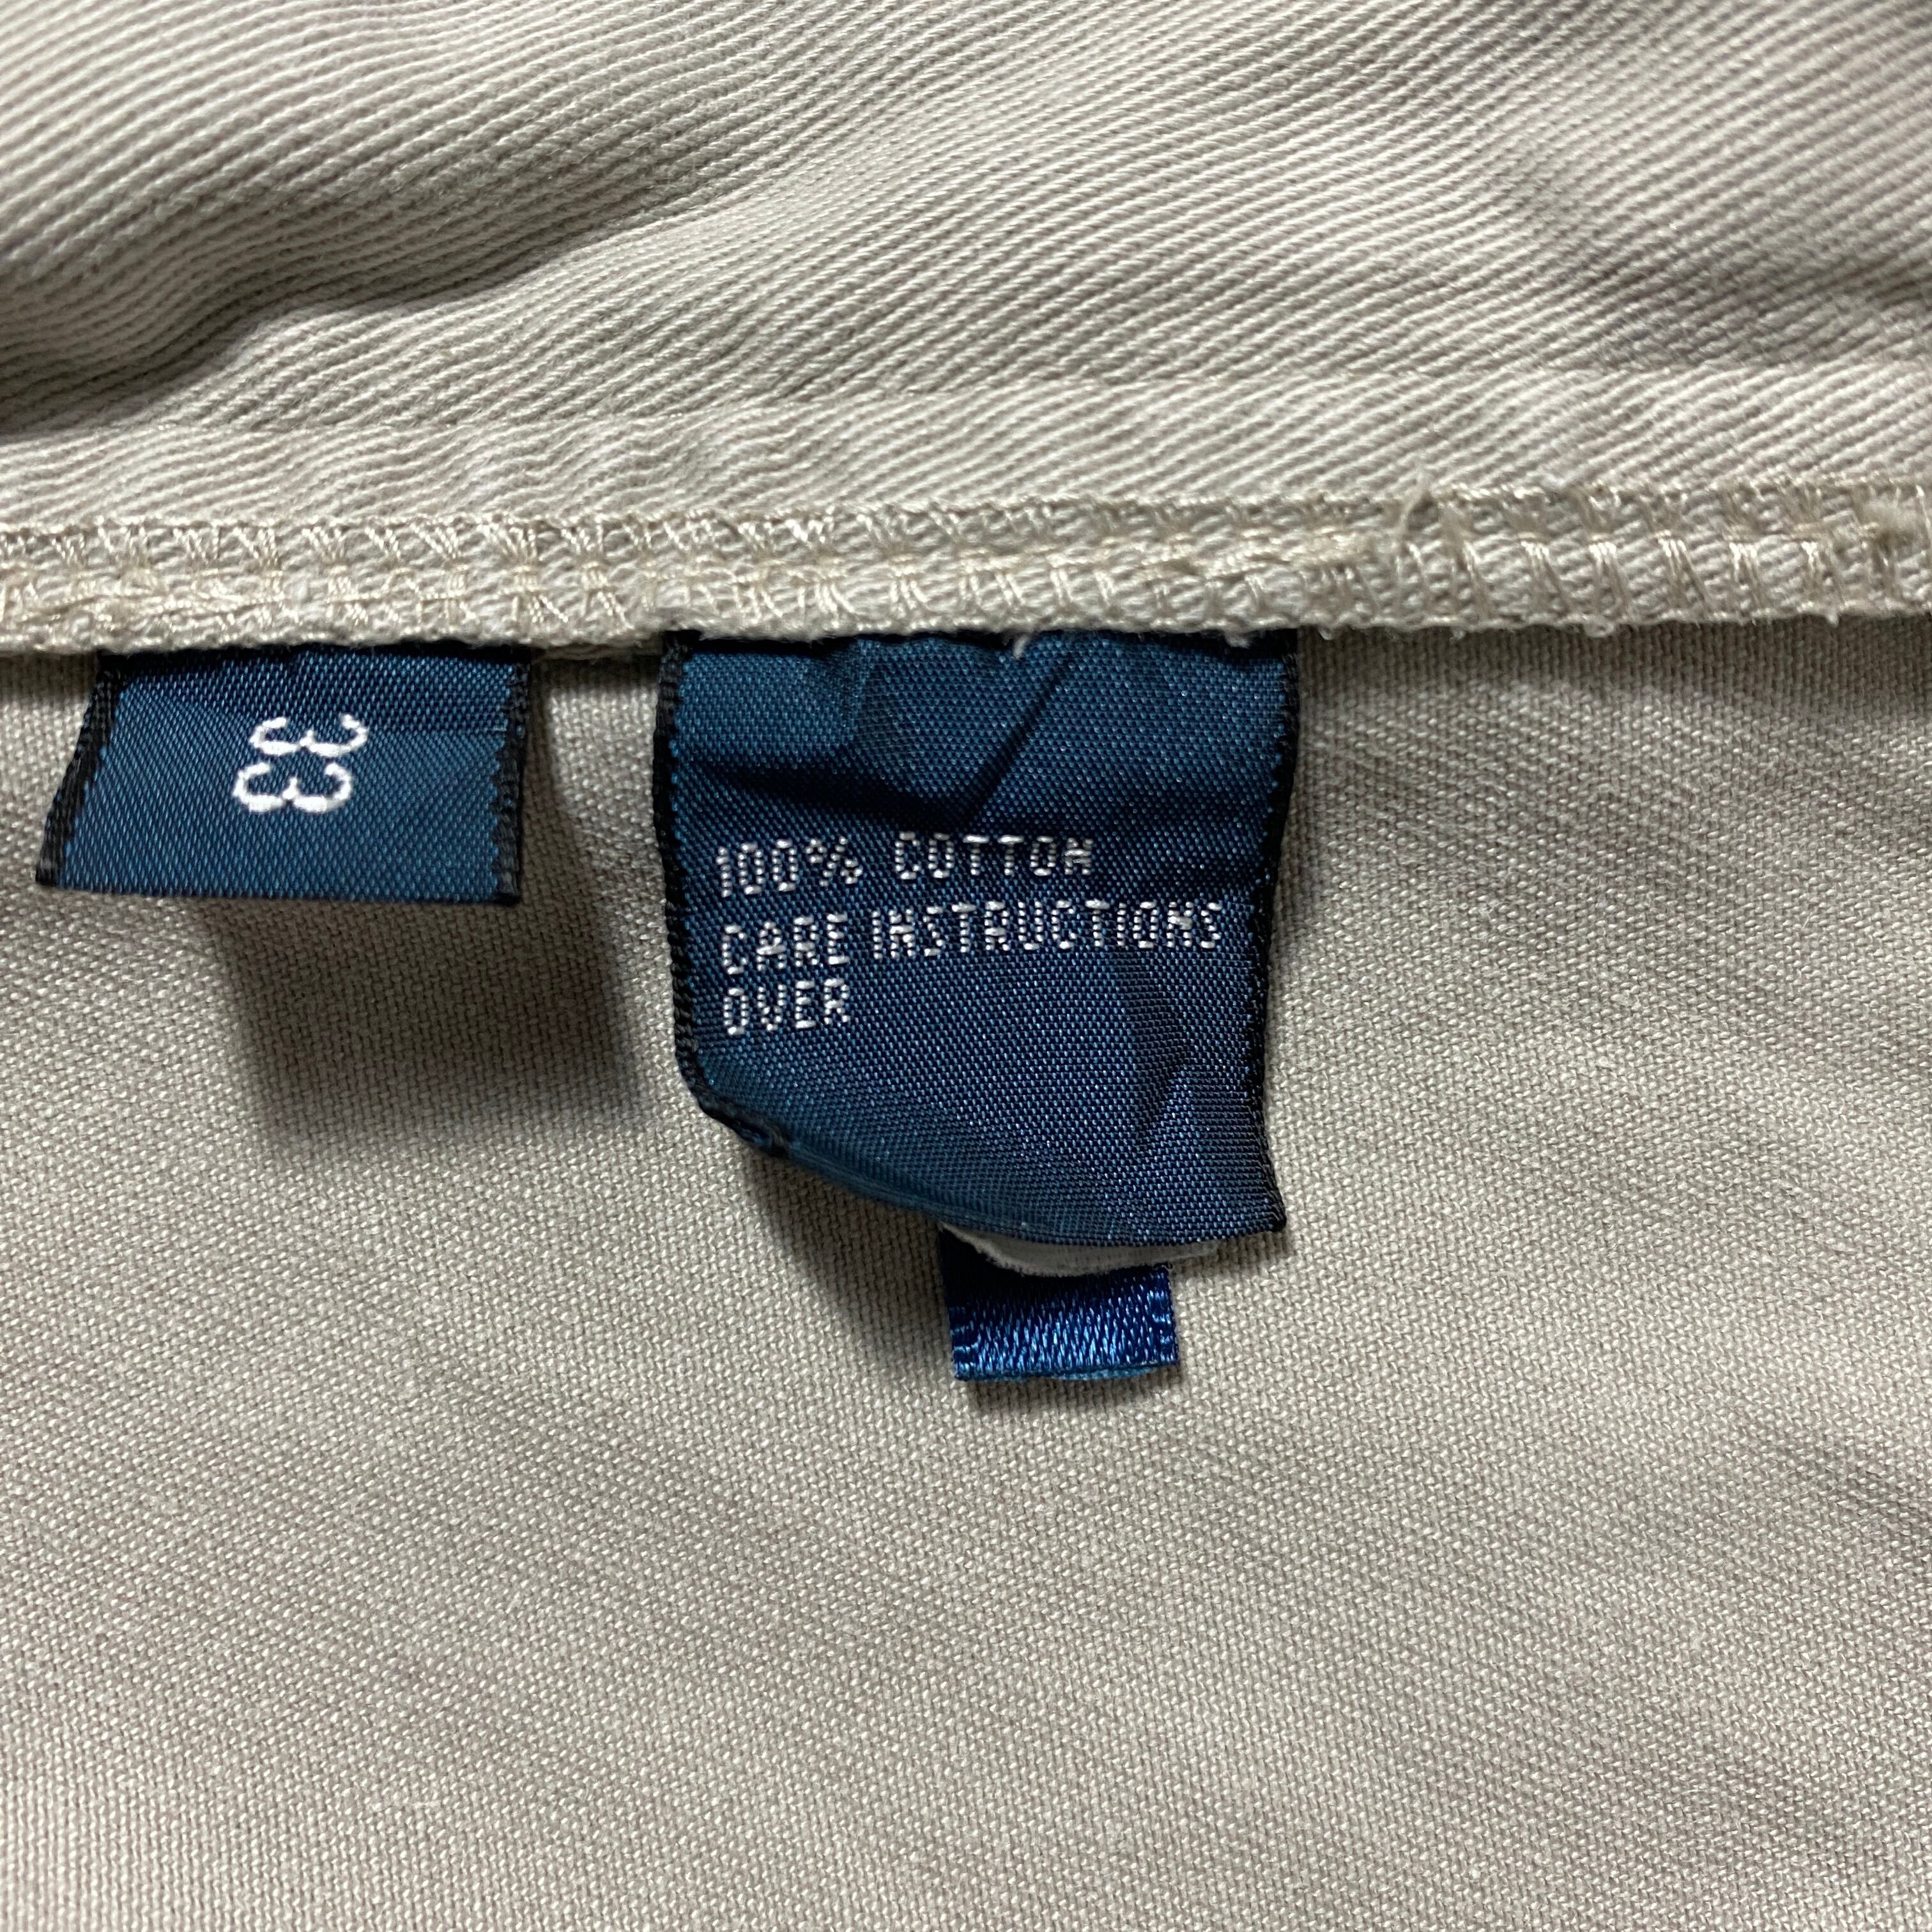 33
100% COTTON
CARE INSTRUCTIONS
OVER